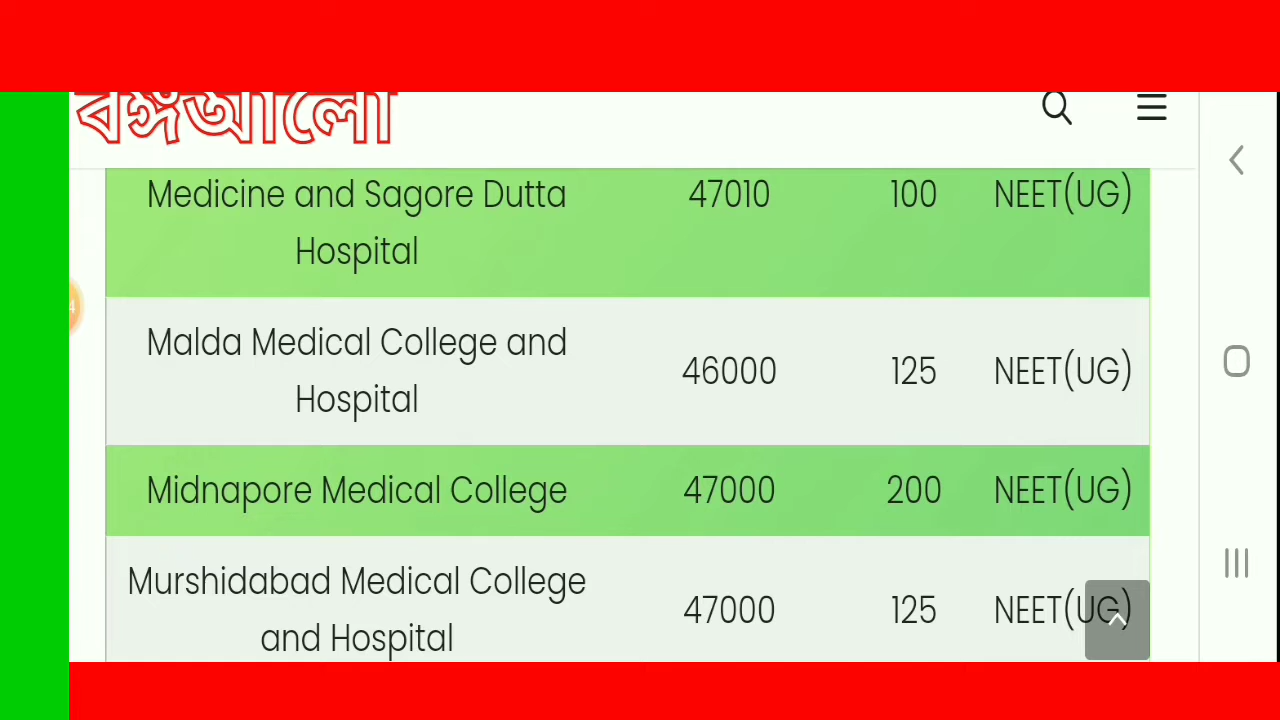 বঙ্গআলো
Medicine and Sagore Dutta
Hospital
47010
100
NEET(UG)
4
Malda Medical College and
Hospital
46000
125
NEET(UG)
Midnapore Medical College
47000
200
NEET(UG)
Murshidabad Medical College
and Hospital
47000
125
NEET(UG)